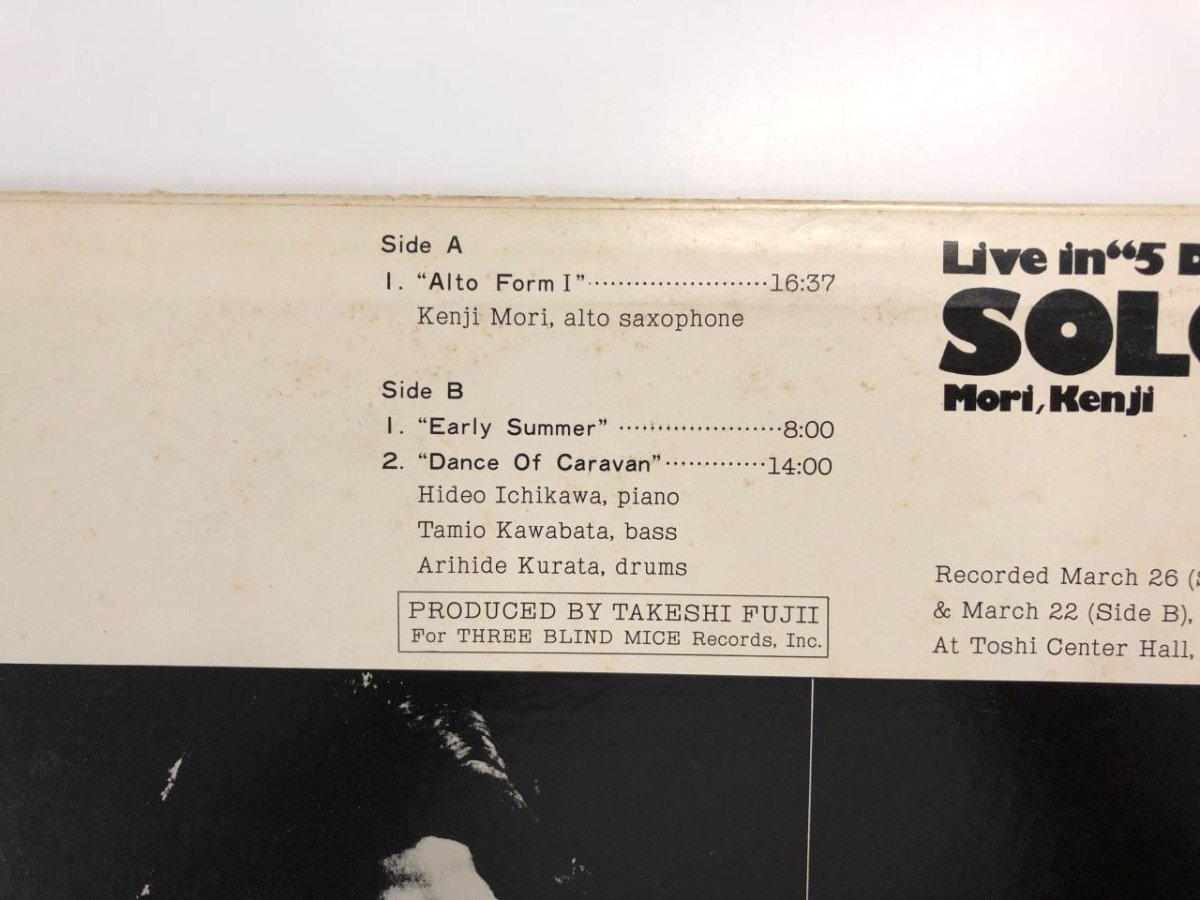 Side A
1. “Alto Form I”························16:37
Kenji Mori, alto saxophone
Side B
1. “Early Summer” ·····················8:00
2. “Dance Of Caravan”·············14:00
Hideo Ichikawa, piano
Tamio Kawabata, bass
Arihide Kurata, drums
PRODUCED BY TAKESHI FUJII
For THREE BLIND MICE Records, Inc.
Live in“5
Mori, Kenji
Recorded March 26
& March 22 (Side B),
At Toshi Center Hall,